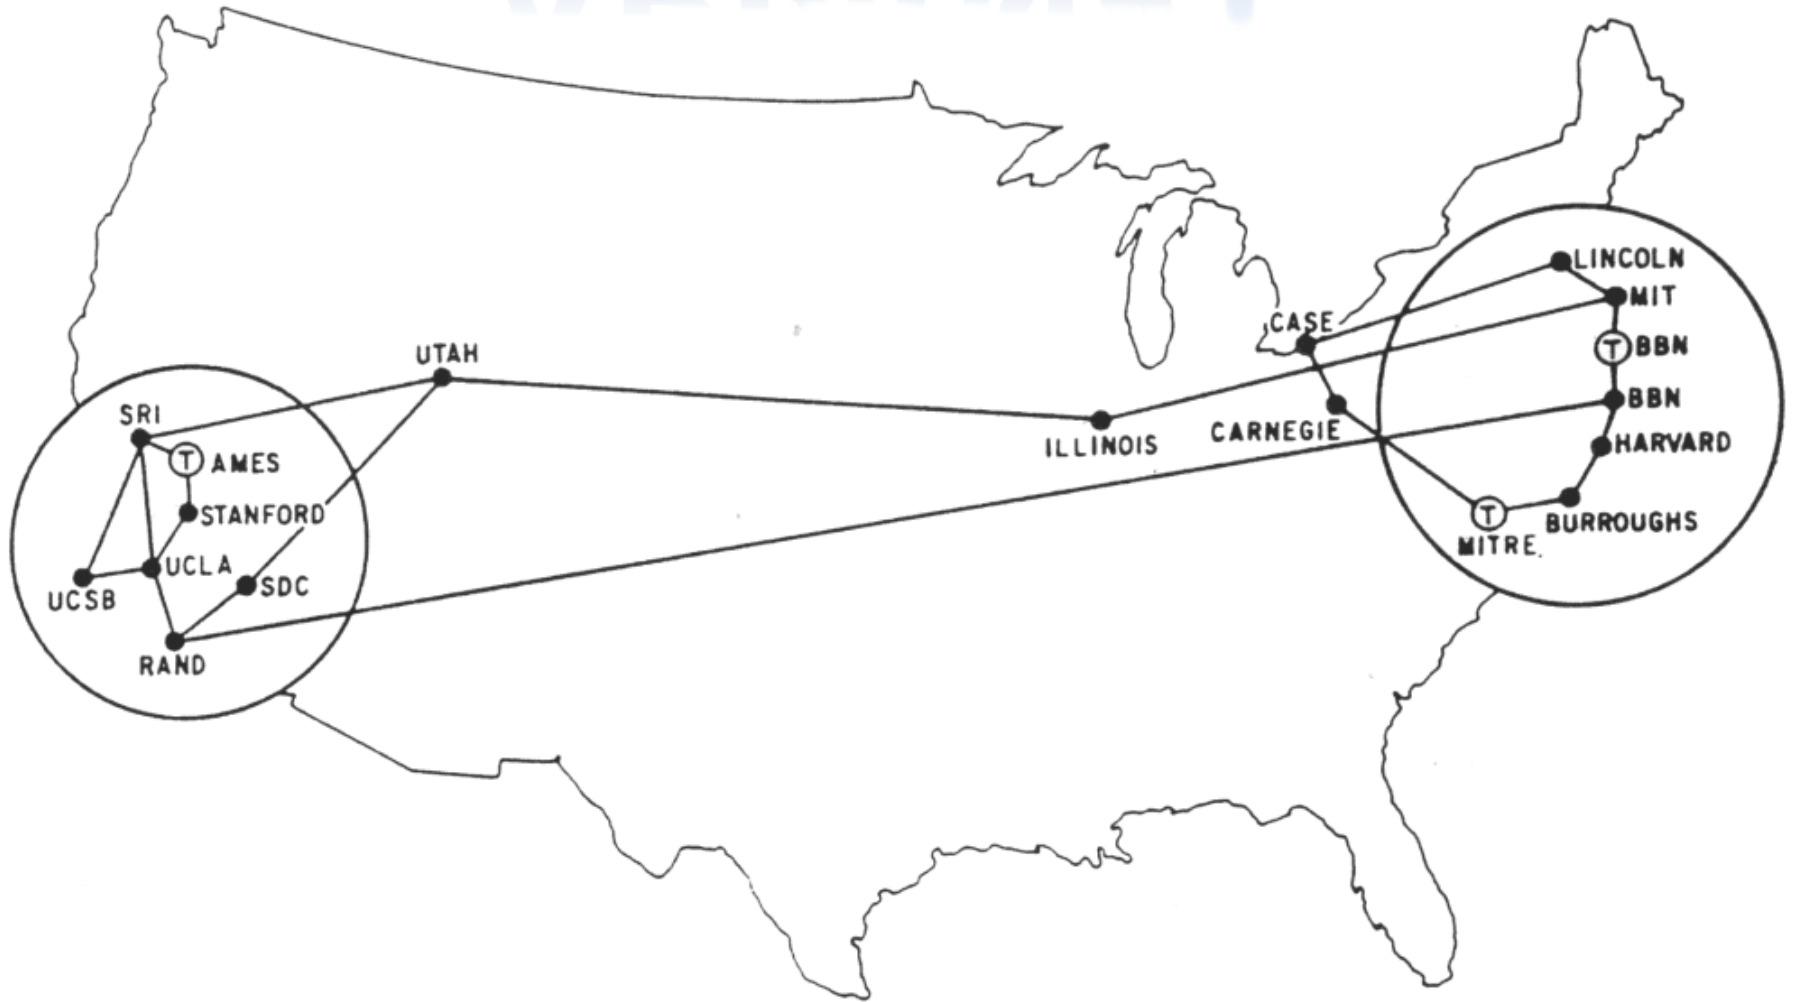 LINCOLN
MIT
CASE
T BBN
UTAH
BBN
SRI
CARNEGIE
ILLINOIS
HARVARD
T AMES
STANFORD
T
BURROUGHS
MITRE.
UCLA
SDC
UCSB
RAND